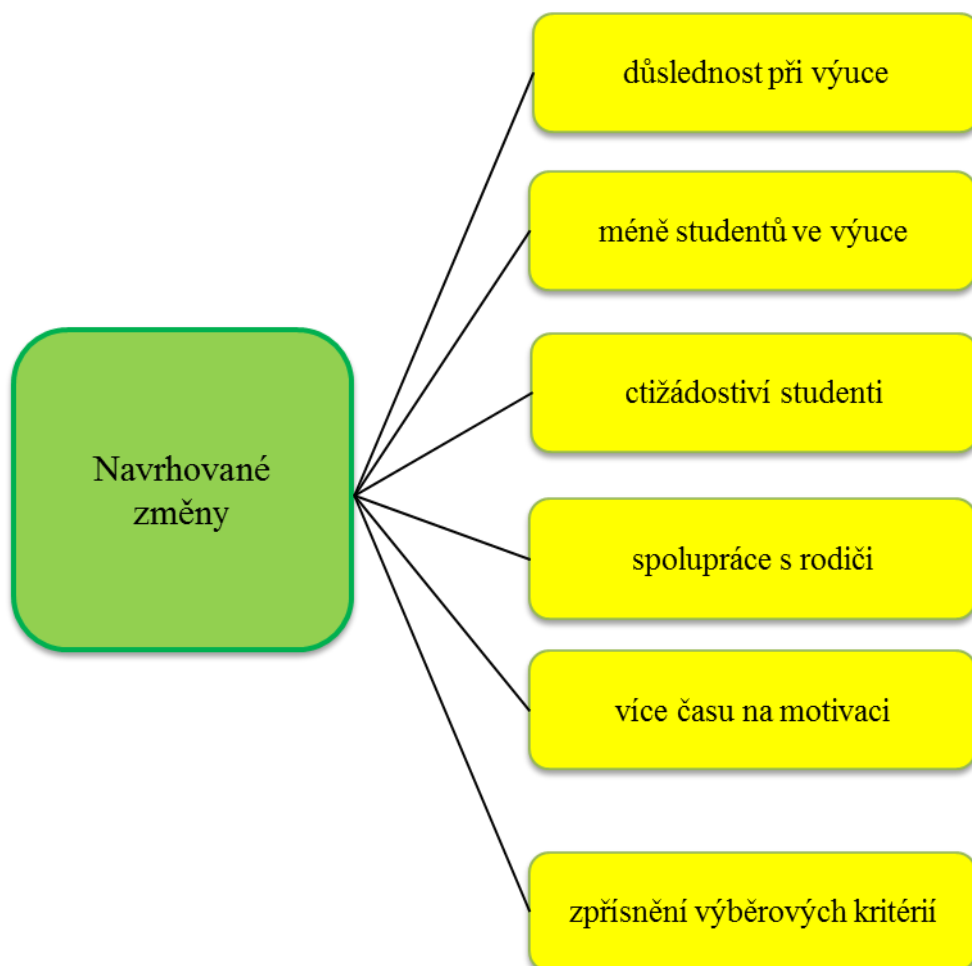 důslednost při výuce
méně studentů ve výuce
ctižádostiví studenti
Navrhované
změny
spolupráce s rodiči
více času na motivaci
zpřísnění výběrových kritérií